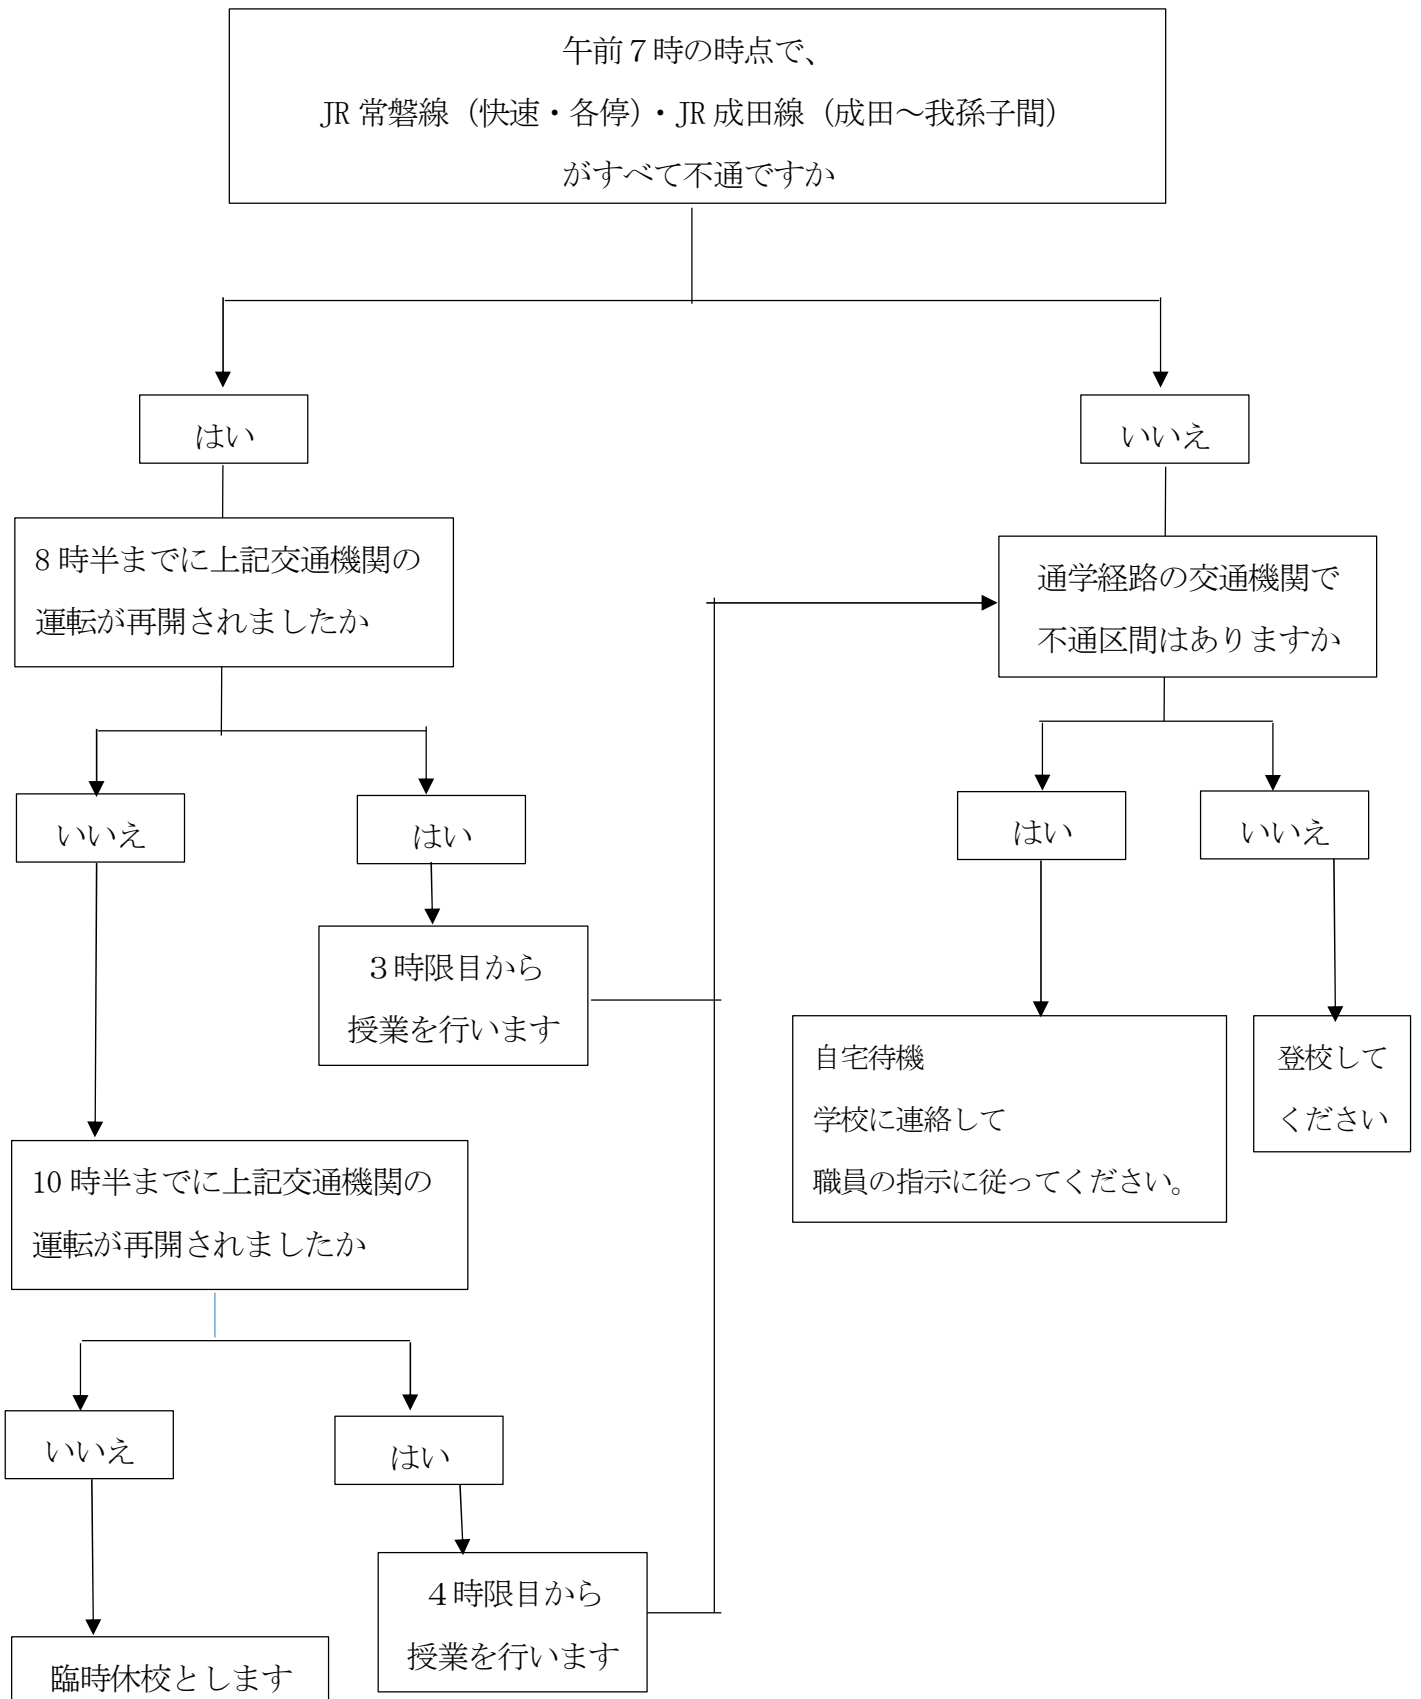 午前７時の時点で、
JR 常磐線（快速・各停）・JR 成田線（成田～我孫子間）
がすべて不通ですか
はい
いいえ
8 時半までに上記交通機関の
運転が再開されましたか
通学経路の交通機関で
不通区間はありますか
いいえ
はい
はい
いいえ
３時限目から
授業を行います
自宅待機
学校に連絡して
職員の指示に従ってください。
登校して
ください
10 時半までに上記交通機関の
運転が再開されましたか
いいえ
はい
４時限目から
授業を行います
臨時休校とします